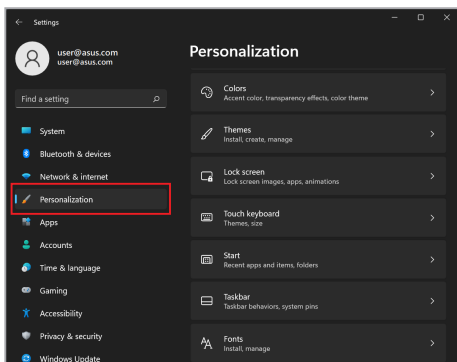 Settings
user@asus.com
user@asus.com
Find a setting
System
Bluetooth & devices
Network & internet
Personalization
Apps
Accounts
Time & language
Gaming
Accessibility
Privacy & security
Windows Update
Personalization
Colors
Accent color, transparency effects, color theme
Themes
Install, create, manage
Lock screen
Lock screen images, apps, animations
Touch keyboard
Themes, size
Start
Recent apps and items, folders
Taskbar
Taskbar behaviors, system pins
Fonts
Install, manage